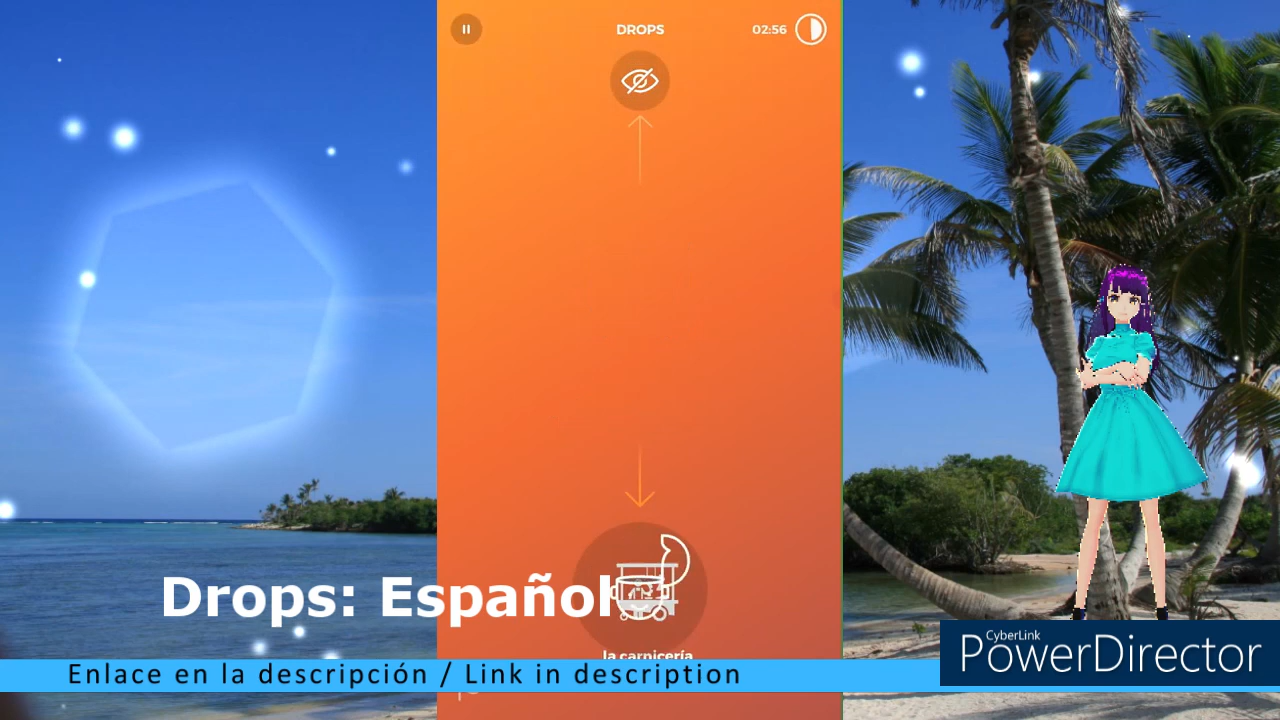 DROPS
02:56
Drops: Español
la carnicería
Enlace en la descripción / Link in description
CyberLink
PowerDirector